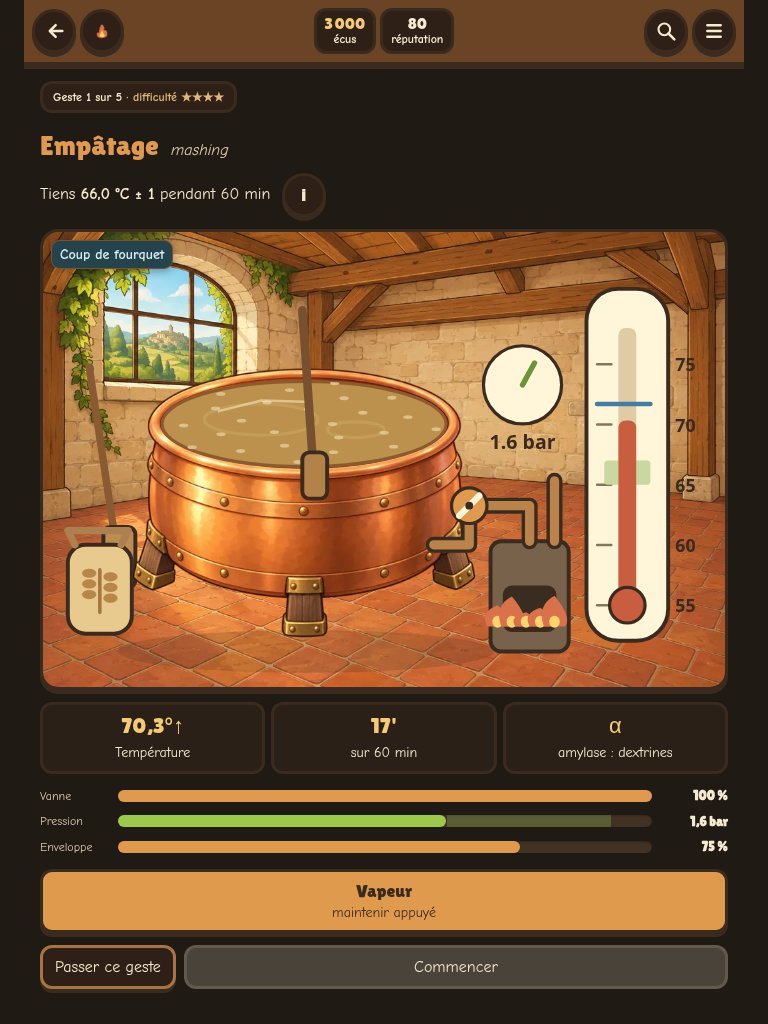 3 000
écus
80
réputation
Geste 1 sur 5 · difficulté ★★★★
Empâtage mashing
Tiens 66,0 °C ± 1 pendant 60 min
i
Coup de fourquet
75
70
65
60
55
1.6 bar
70,3°↑
Température
17'
sur 60 min
α
amylase : dextrines
Vanne 100 %
Pression 1,6 bar
Enveloppe 75 %
Vapeur
maintenir appuyé
Passer ce geste
Commencer